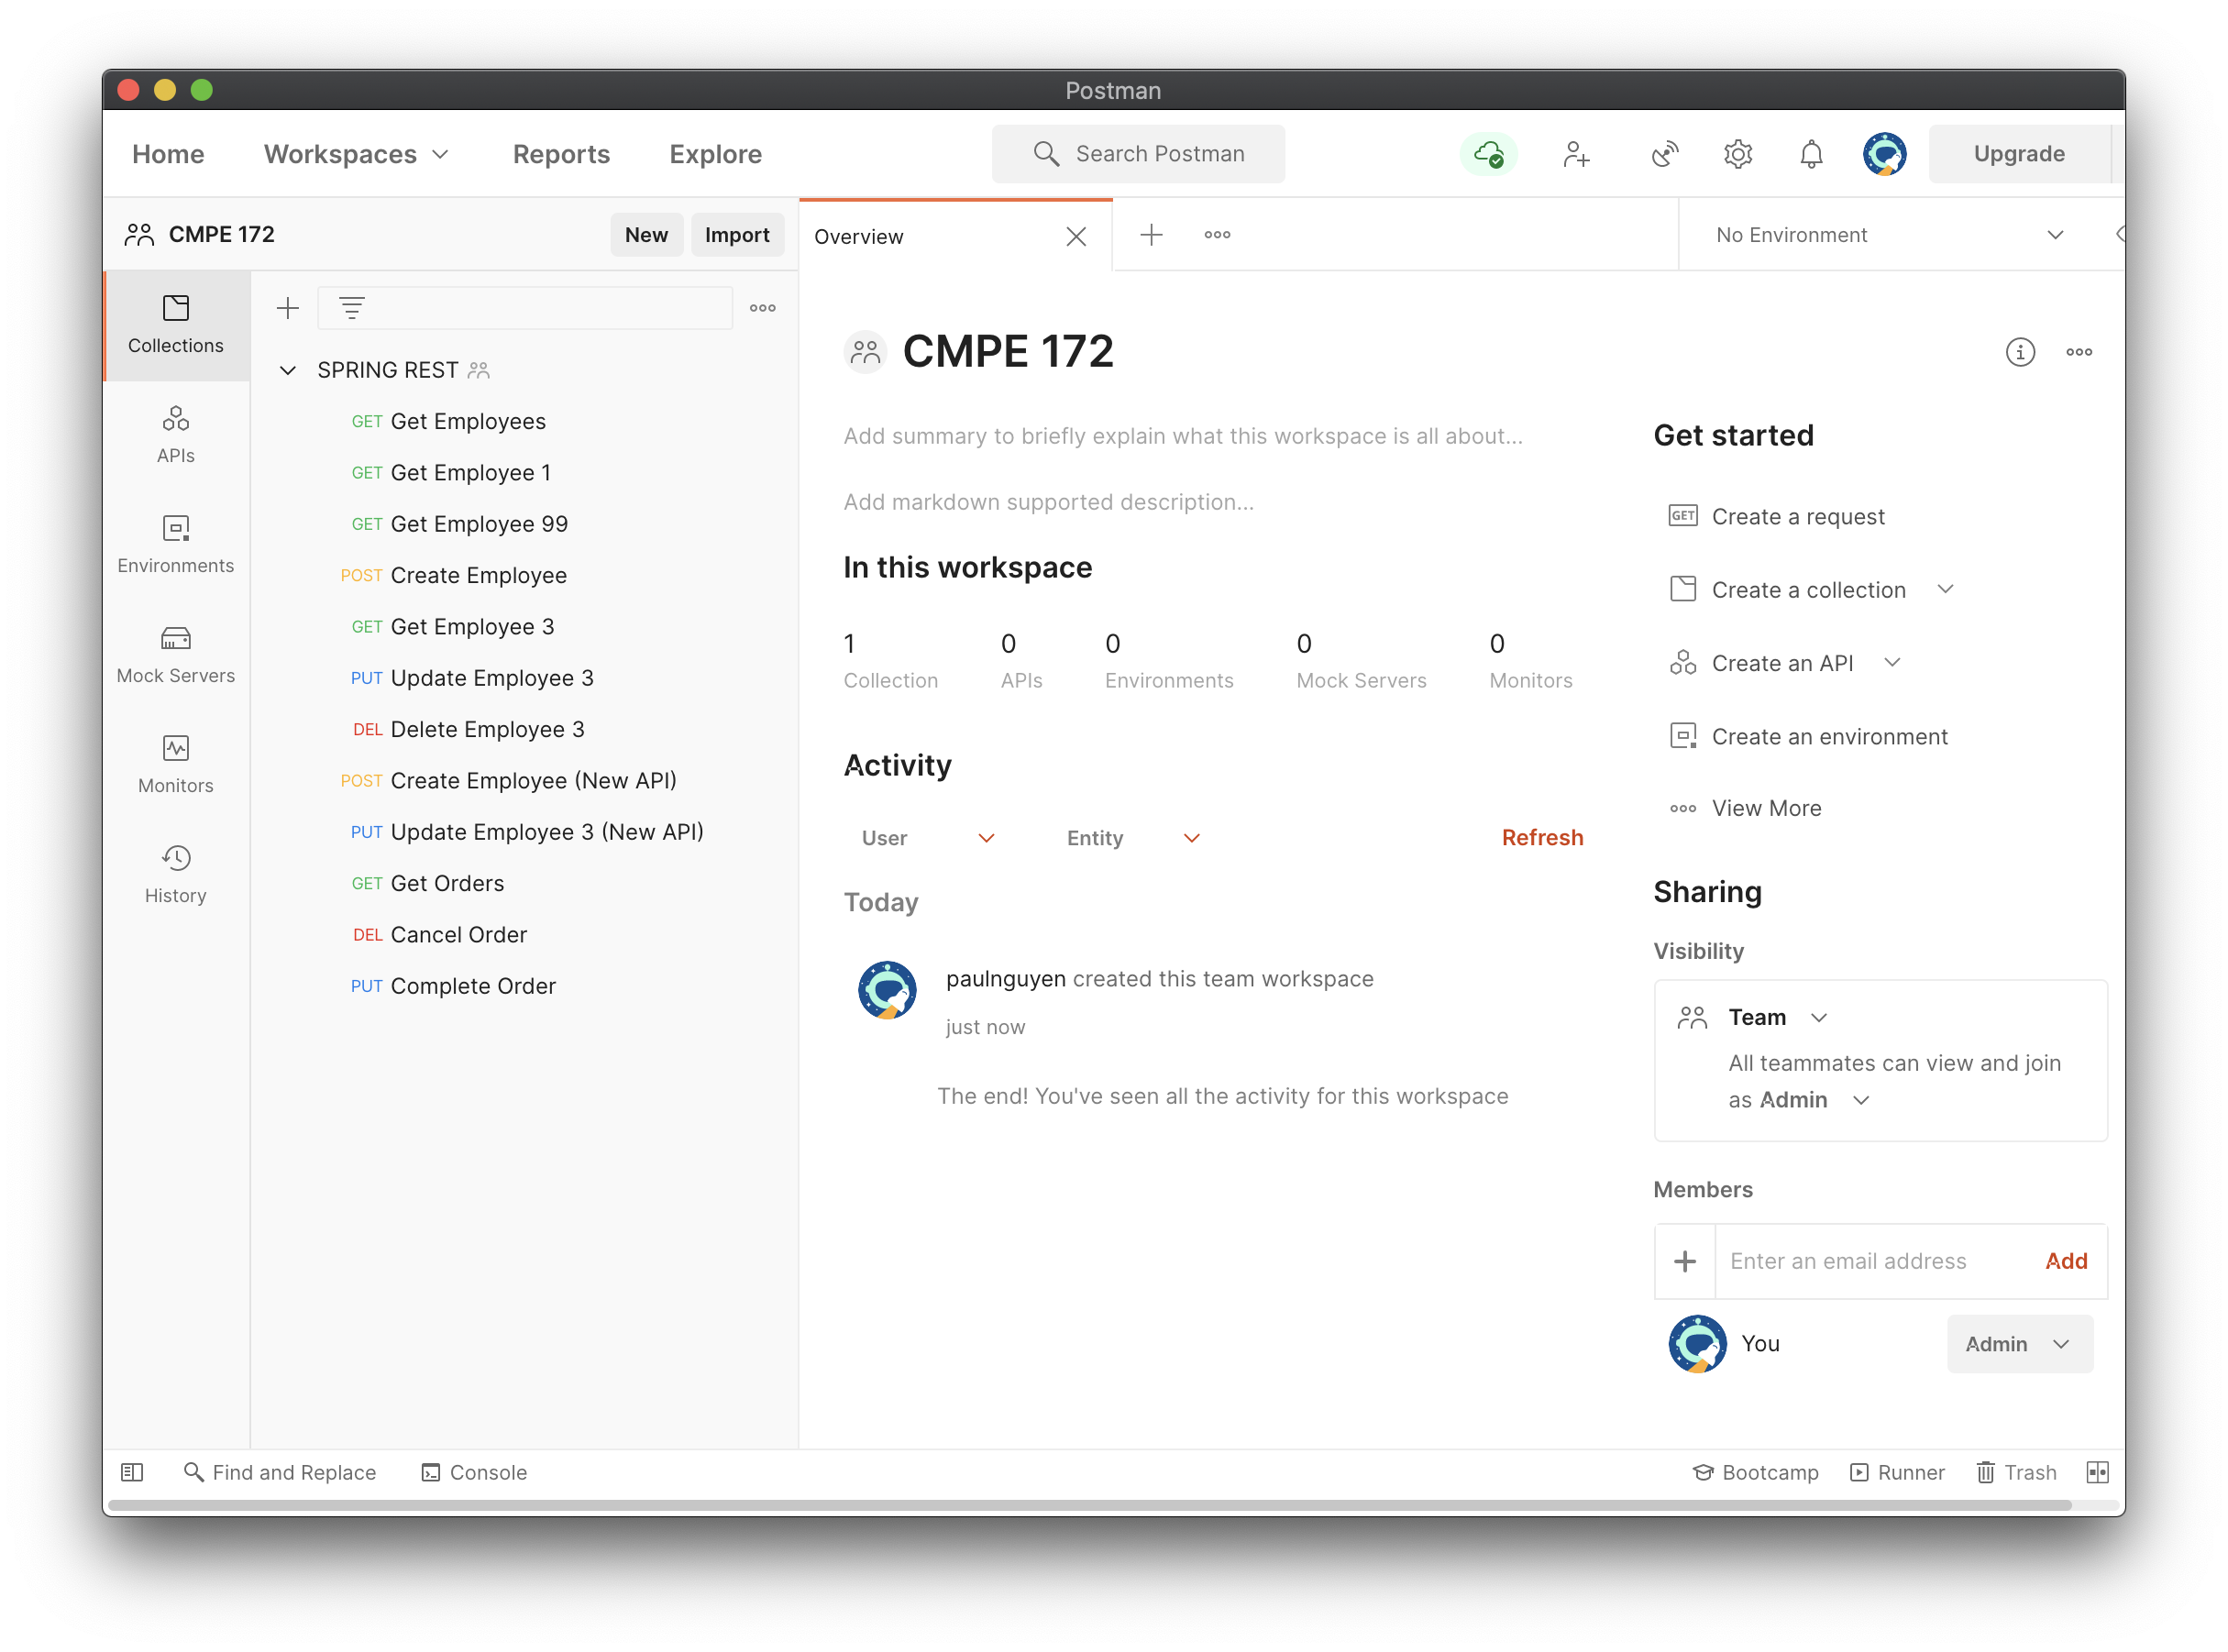 Postman
Home Workspaces Reports Explore Search Postman Upgrade
CMPE 172 New Import
Overview No Environment
Collections
APIs
Environments
Mock Servers
Monitors
History
SPRING REST
GET Get Employees
GET Get Employee 1
GET Get Employee 99
POST Create Employee
GET Get Employee 3
PUT Update Employee 3
DEL Delete Employee 3
POST Create Employee (New API)
PUT Update Employee 3 (New API)
GET Get Orders
DEL Cancel Order
PUT Complete Order
CMPE 172
Add summary to briefly explain what this workspace is all about...
Add markdown supported description...
In this workspace
1 Collection
0 APIs
0 Environments
0 Mock Servers
0 Monitors
Activity
User Entity Refresh
Today
paulnguyen created this team workspace
just now
The end! You've seen all the activity for this workspace
Get started
GET Create a request
Create a collection
Create an API
Create an environment
View More
Sharing
Visibility
Team
All teammates can view and join
as Admin
Members
Enter an email address Add
You Admin
Find and Replace Console Bootcamp Runner Trash